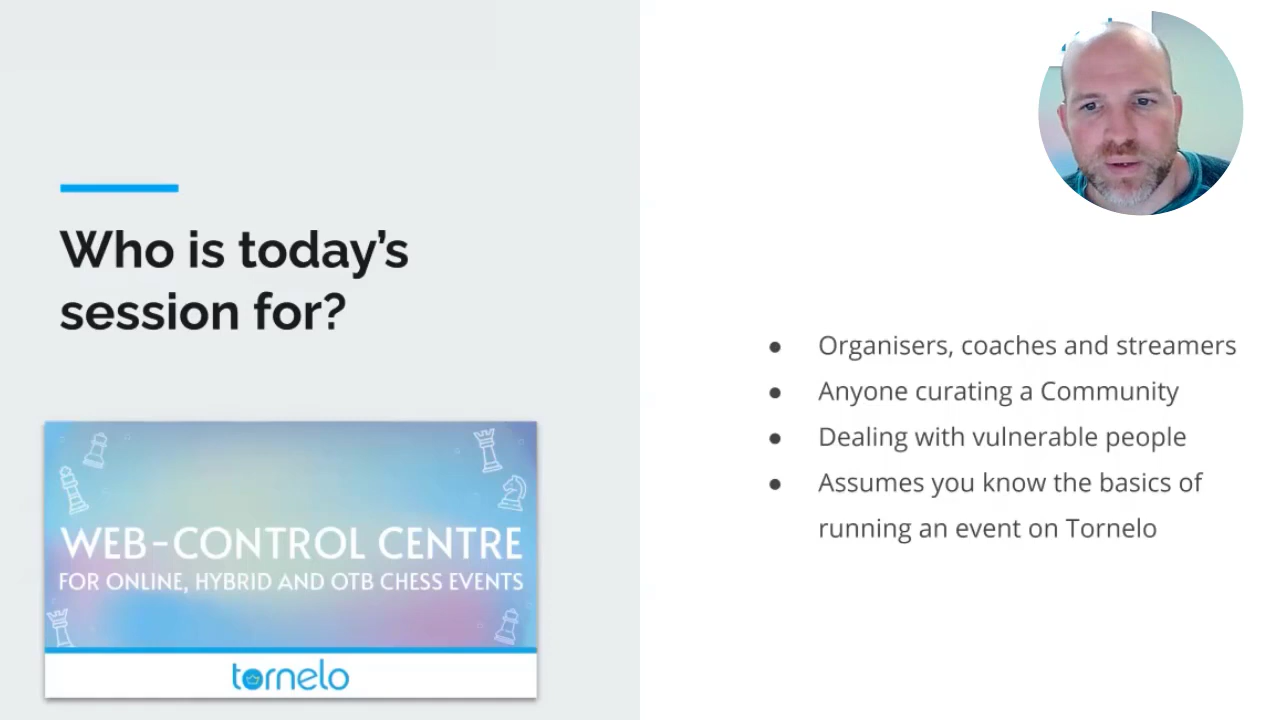 Who is today's
session for?
WEB-CONTROL CENTRE
FOR ONLINE, HYBRID AND OTB CHESS EVENTS
tornelo
● Organisers, coaches and streamers
● Anyone curating a Community
● Dealing with vulnerable people
● Assumes you know the basics of
running an event on Tornelo